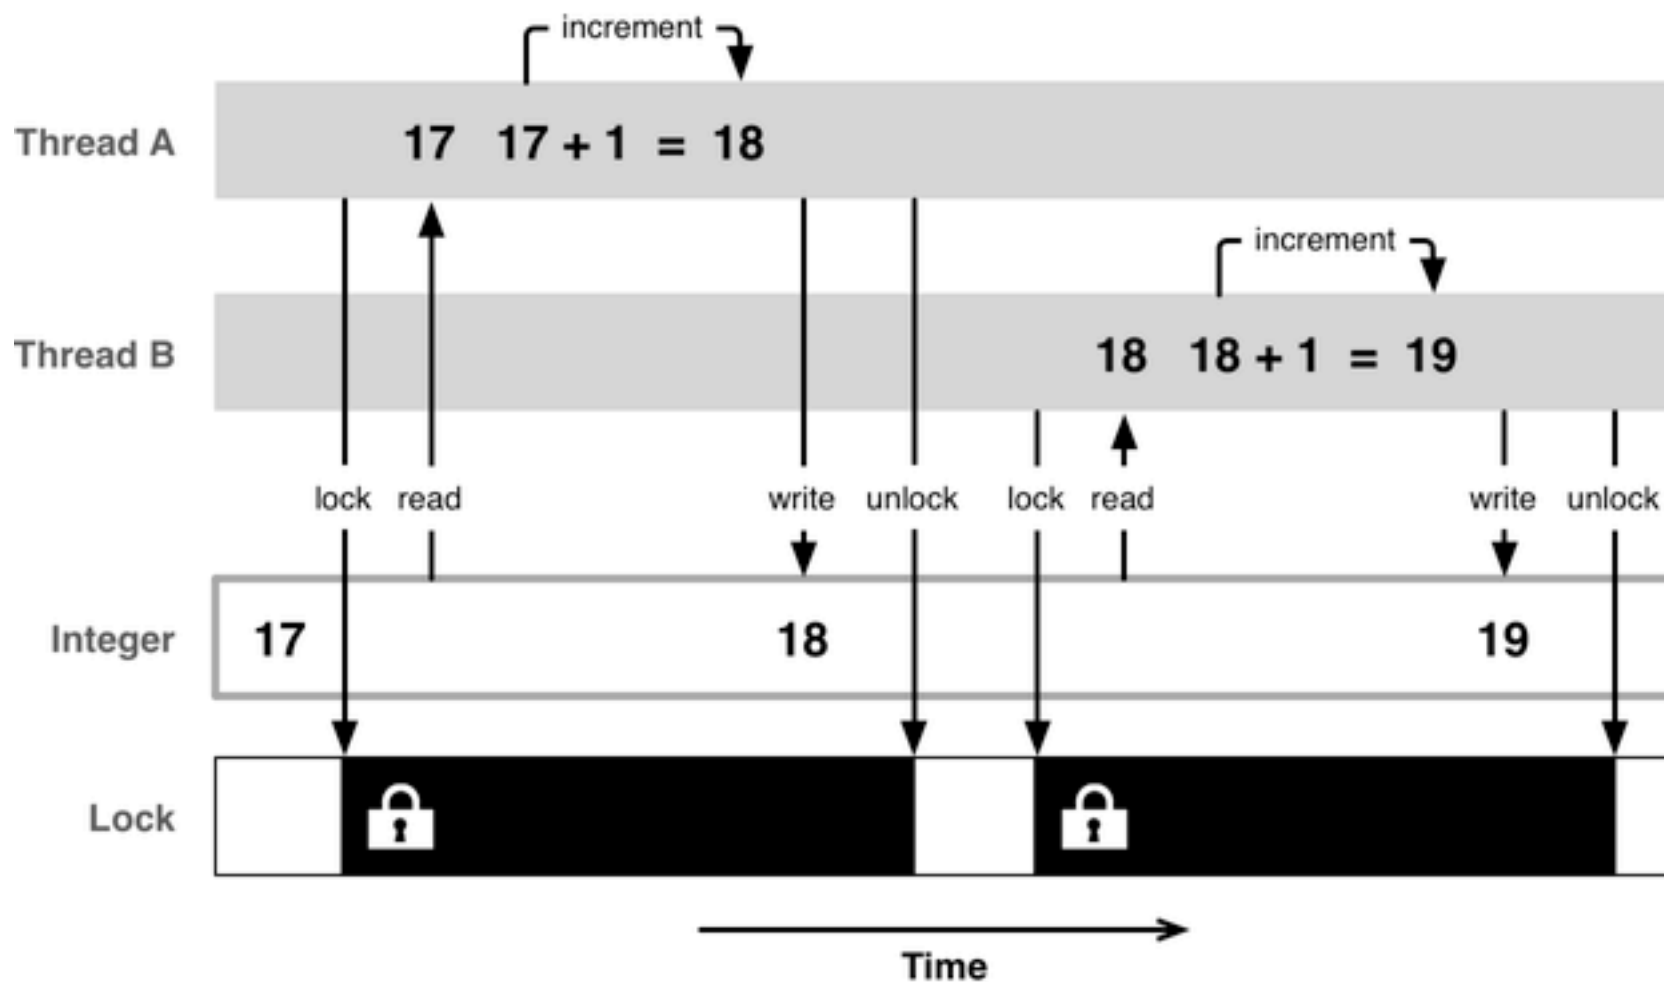 increment
Thread A 17 17 + 1 = 18
increment
Thread B 18 18 + 1 = 19
lock read write unlock lock read write unlock
Integer 17 18 19
Lock
Time